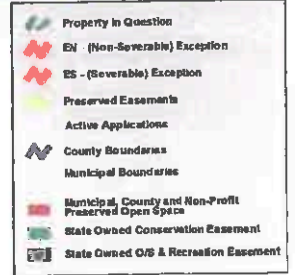 Property in Question
EN - (Non-Severable) Exception
ES - (Severable) Exception
Preserved Easements
Active Applications
County Boundaries
Municipal Boundaries
Municipal, County and Non-Profit
Preserved Open Space
State Owned Conservation Easement
State Owned O/S & Recreation Easement